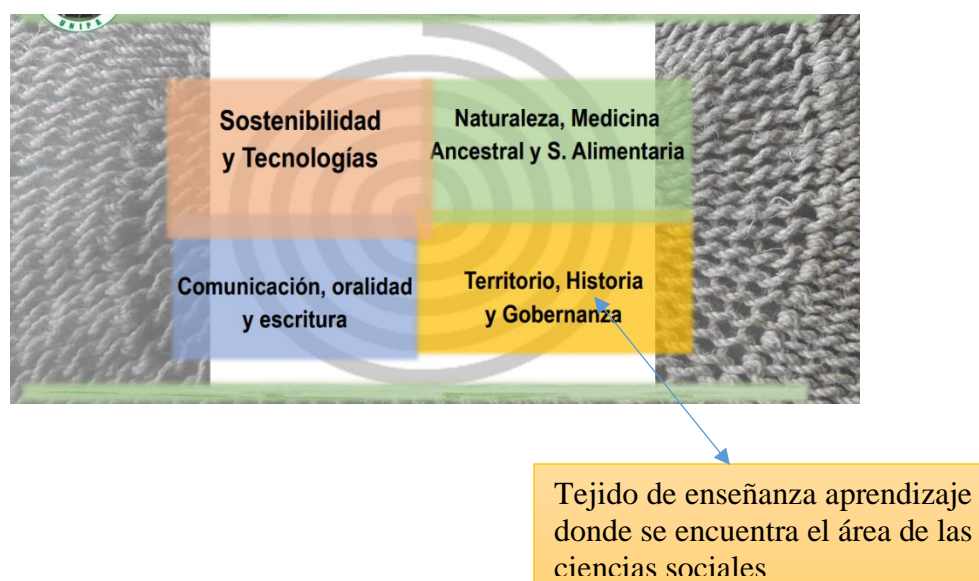 UNIPE
Sostenibilidad
y Tecnologías
Naturaleza, Medicina
Ancestral y S. Alimentaria
Comunicación, oralidad
y escritura
Territorio, Historia
y Gobernanza
Tejido de enseñanza aprendizaje
donde se encuentra el área de las
ciencias sociales